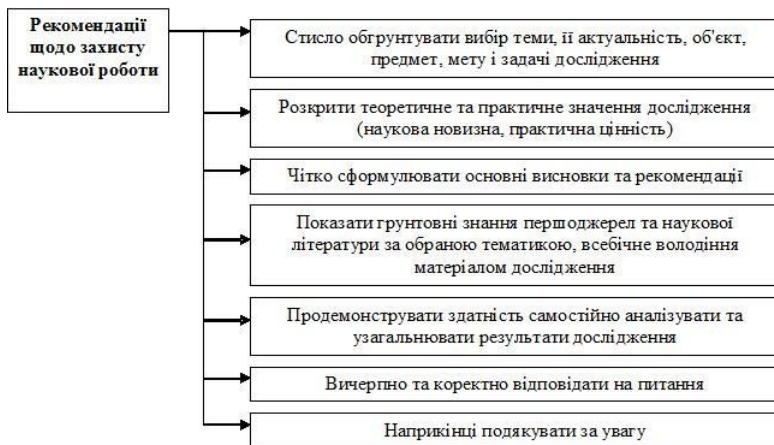 Рекомендації
щодо захисту
наукової роботи
Стисло обгрунтувати вибір теми, її актуальність, об'єкт,
предмет, мету і задачі дослідження
Розкрити теоретичне та практичне значення дослідження
(наукова новизна, практична цінність)
Чітко сформулювати основні висновки та рекомендації
Показати грунтовні знання першоджерел та наукової
літератури за обраною тематикою, всебічне володіння
матеріалом дослідження
Продемонструвати здатність самостійно аналізувати та
узагальнювати результати дослідження
Вичерпно та коректно відповідати на питання
Наприкінці подякувати за увагу